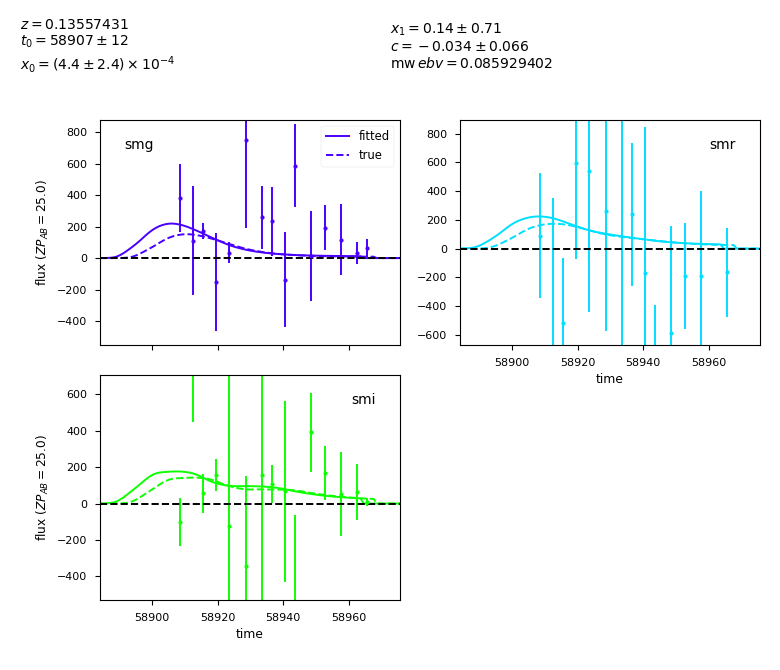 z = 0.13557431
t₀ = 58907 ± 12
x₀ = (4.4 ± 2.4) × 10⁻⁴
x₁ = 0.14 ± 0.71
c = −0.034 ± 0.066
mw ebv = 0.085929402
smg
fitted
true
800
600
400
200
0
−200
−400
flux (ZP_AB = 25.0)
smr
800
600
400
200
0
−200
−400
−600
58900 58920 58940 58960
time
smi
600
400
200
0
−200
−400
flux (ZP_AB = 25.0)
58900 58920 58940 58960
time